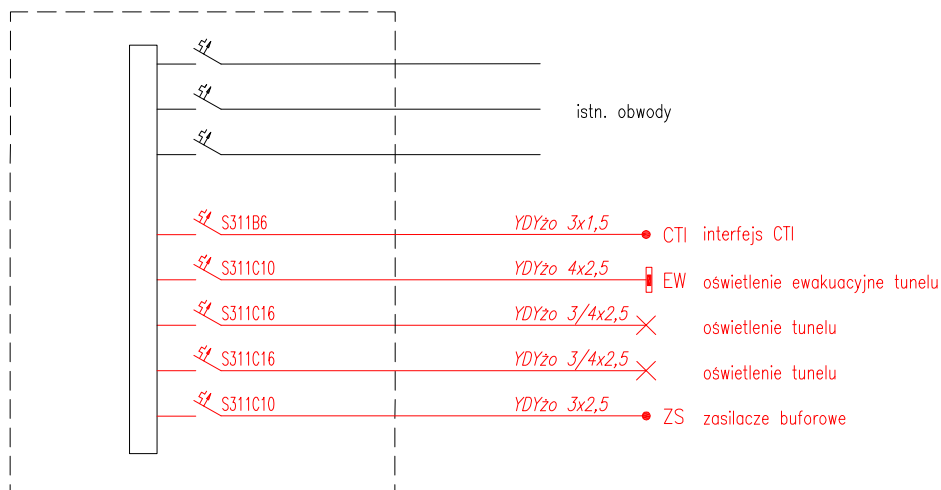 istn. obwody
S311B6 YDYżo 3x1,5 CTI interfejs CTI
S311C10 YDYżo 4x2,5 EW oświetlenie ewakuacyjne tunelu
S311C16 YDYżo 3/4x2,5 oświetlenie tunelu
S311C16 YDYżo 3/4x2,5 oświetlenie tunelu
S311C10 YDYżo 3x2,5 ZS zasilacze buforowe